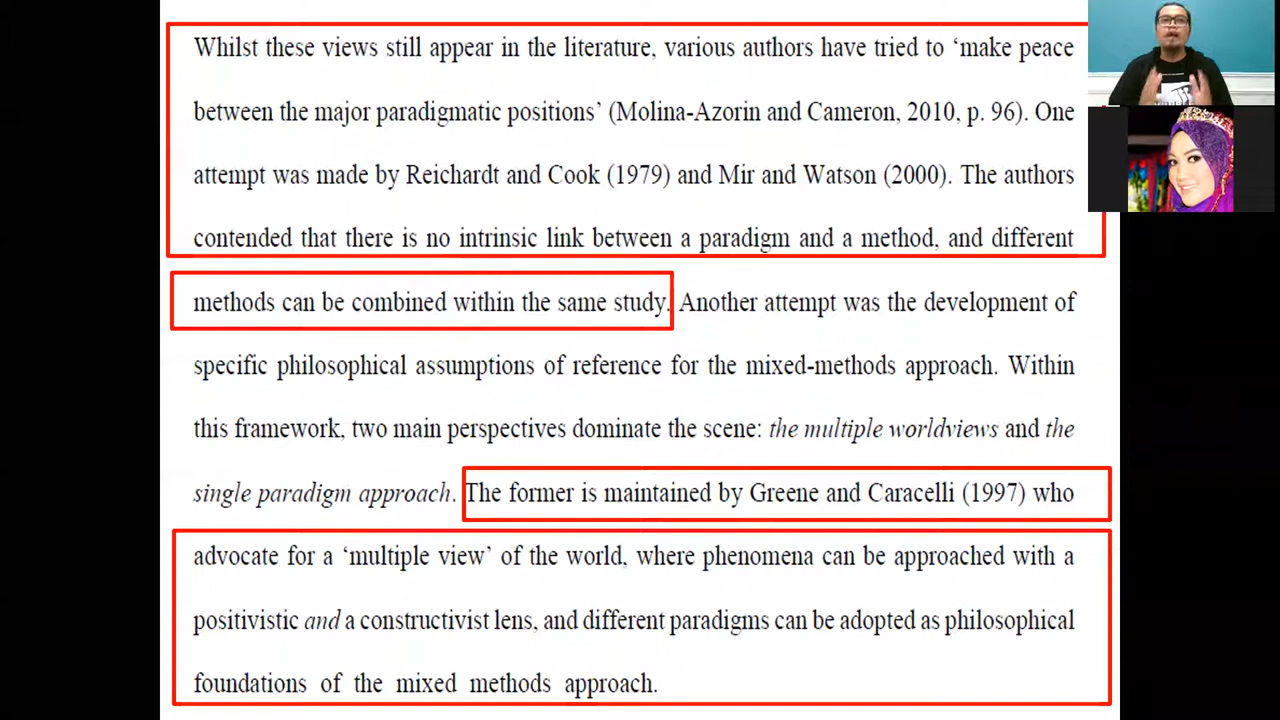 Whilst these views still appear in the literature, various authors have tried to ‘make peace
between the major paradigmatic positions’ (Molina-Azorin and Cameron, 2010, p. 96). One
attempt was made by Reichardt and Cook (1979) and Mir and Watson (2000). The authors
contended that there is no intrinsic link between a paradigm and a method, and different
methods can be combined within the same study. Another attempt was the development of
specific philosophical assumptions of reference for the mixed-methods approach. Within
this framework, two main perspectives dominate the scene: the multiple worldviews and the
single paradigm approach. The former is maintained by Greene and Caracelli (1997) who
advocate for a ‘multiple view’ of the world, where phenomena can be approached with a
positivistic and a constructivist lens, and different paradigms can be adopted as philosophical
foundations of the mixed methods approach.